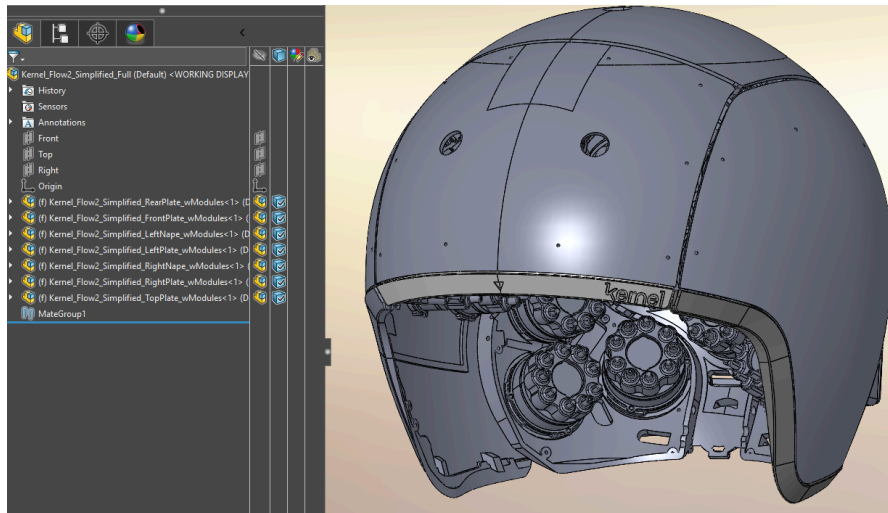 Kernel_Flow2_Simplified_Full (Default) <WORKING DISPLAY
History
Sensors
Annotations
Front
Top
Right
Origin
(f) Kernel_Flow2_Simplified_RearPlate_wModules<1> (D
(f) Kernel_Flow2_Simplified_FrontPlate_wModules<1> (
(f) Kernel_Flow2_Simplified_LeftNape_wModules<1> (D
(f) Kernel_Flow2_Simplified_LeftPlate_wModules<1> (D
(f) Kernel_Flow2_Simplified_RightNape_wModules<1> (
(f) Kernel_Flow2_Simplified_RightPlate_wModules<1> (
(f) Kernel_Flow2_Simplified_TopPlate_wModules<1> (D
MateGroup1
kernel